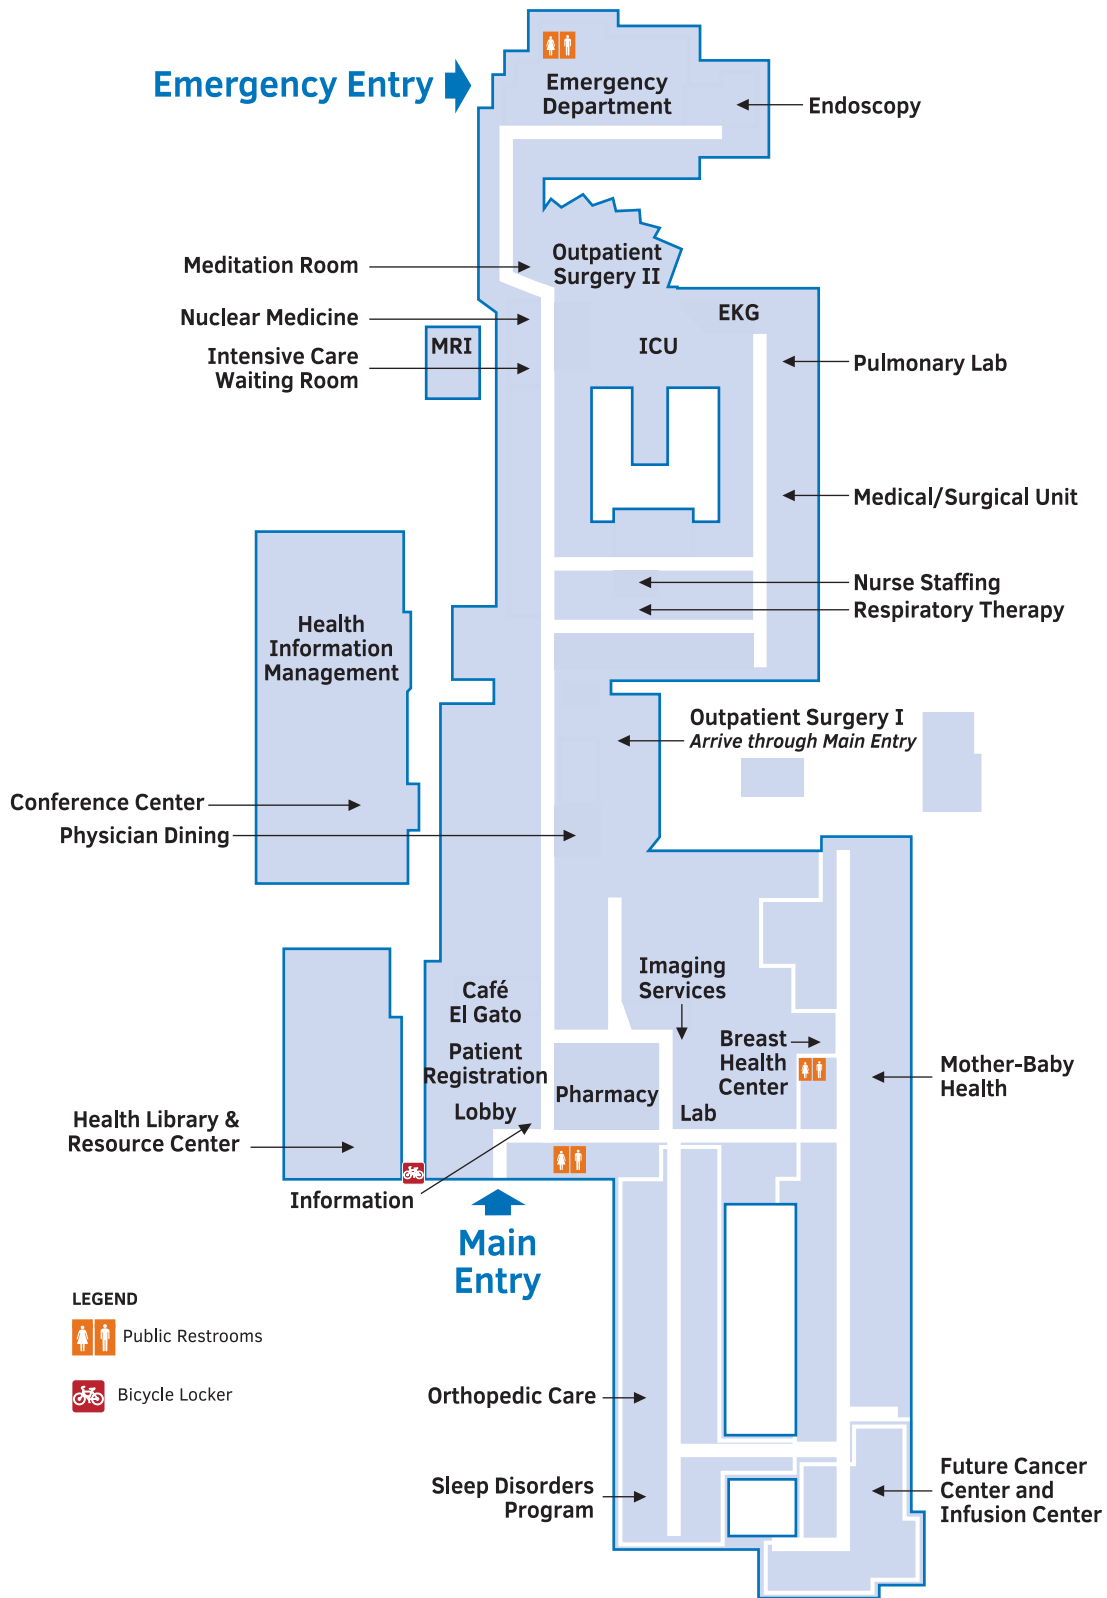 Emergency Entry
Emergency
Department
Endoscopy
Meditation Room
Outpatient
Surgery II
Nuclear Medicine
EKG
MRI
ICU
Intensive Care
Waiting Room
Pulmonary Lab
Medical/Surgical Unit
Nurse Staffing
Respiratory Therapy
Health
Information
Management
Outpatient Surgery I
Arrive through Main Entry
Conference Center
Physician Dining
Imaging
Services
Café
El Gato
Breast
Health
Center
Patient
Registration
Mother-Baby
Health
Pharmacy
Lobby
Lab
Health Library &
Resource Center
Information
Main
Entry
LEGEND
Public Restrooms
Bicycle Locker
Orthopedic Care
Sleep Disorders
Program
Future Cancer
Center and
Infusion Center